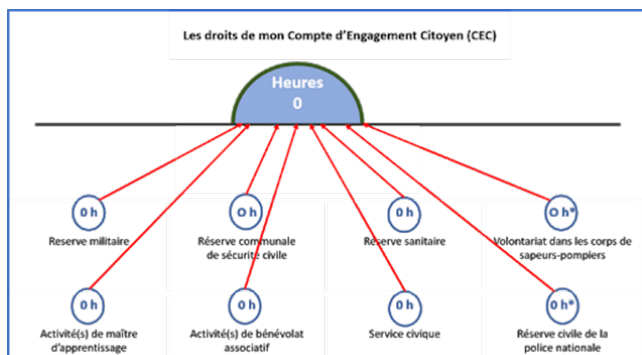 Les droits de mon Compte d'Engagement Citoyen (CEC)
Heures
0
0 h
O h
0 h
O h*
Reserve militaire
Réserve communale
de sécurité civile
Réserve sanitaire
Volontariat dans les corps de
sapeurs-pompiers
0 h
0 h
0 h
0 h*
Activité(s) de maître
d'apprentissage
Activité(s) de bénévolat
associatif
Service civique
Réserve civile de la
police nationale